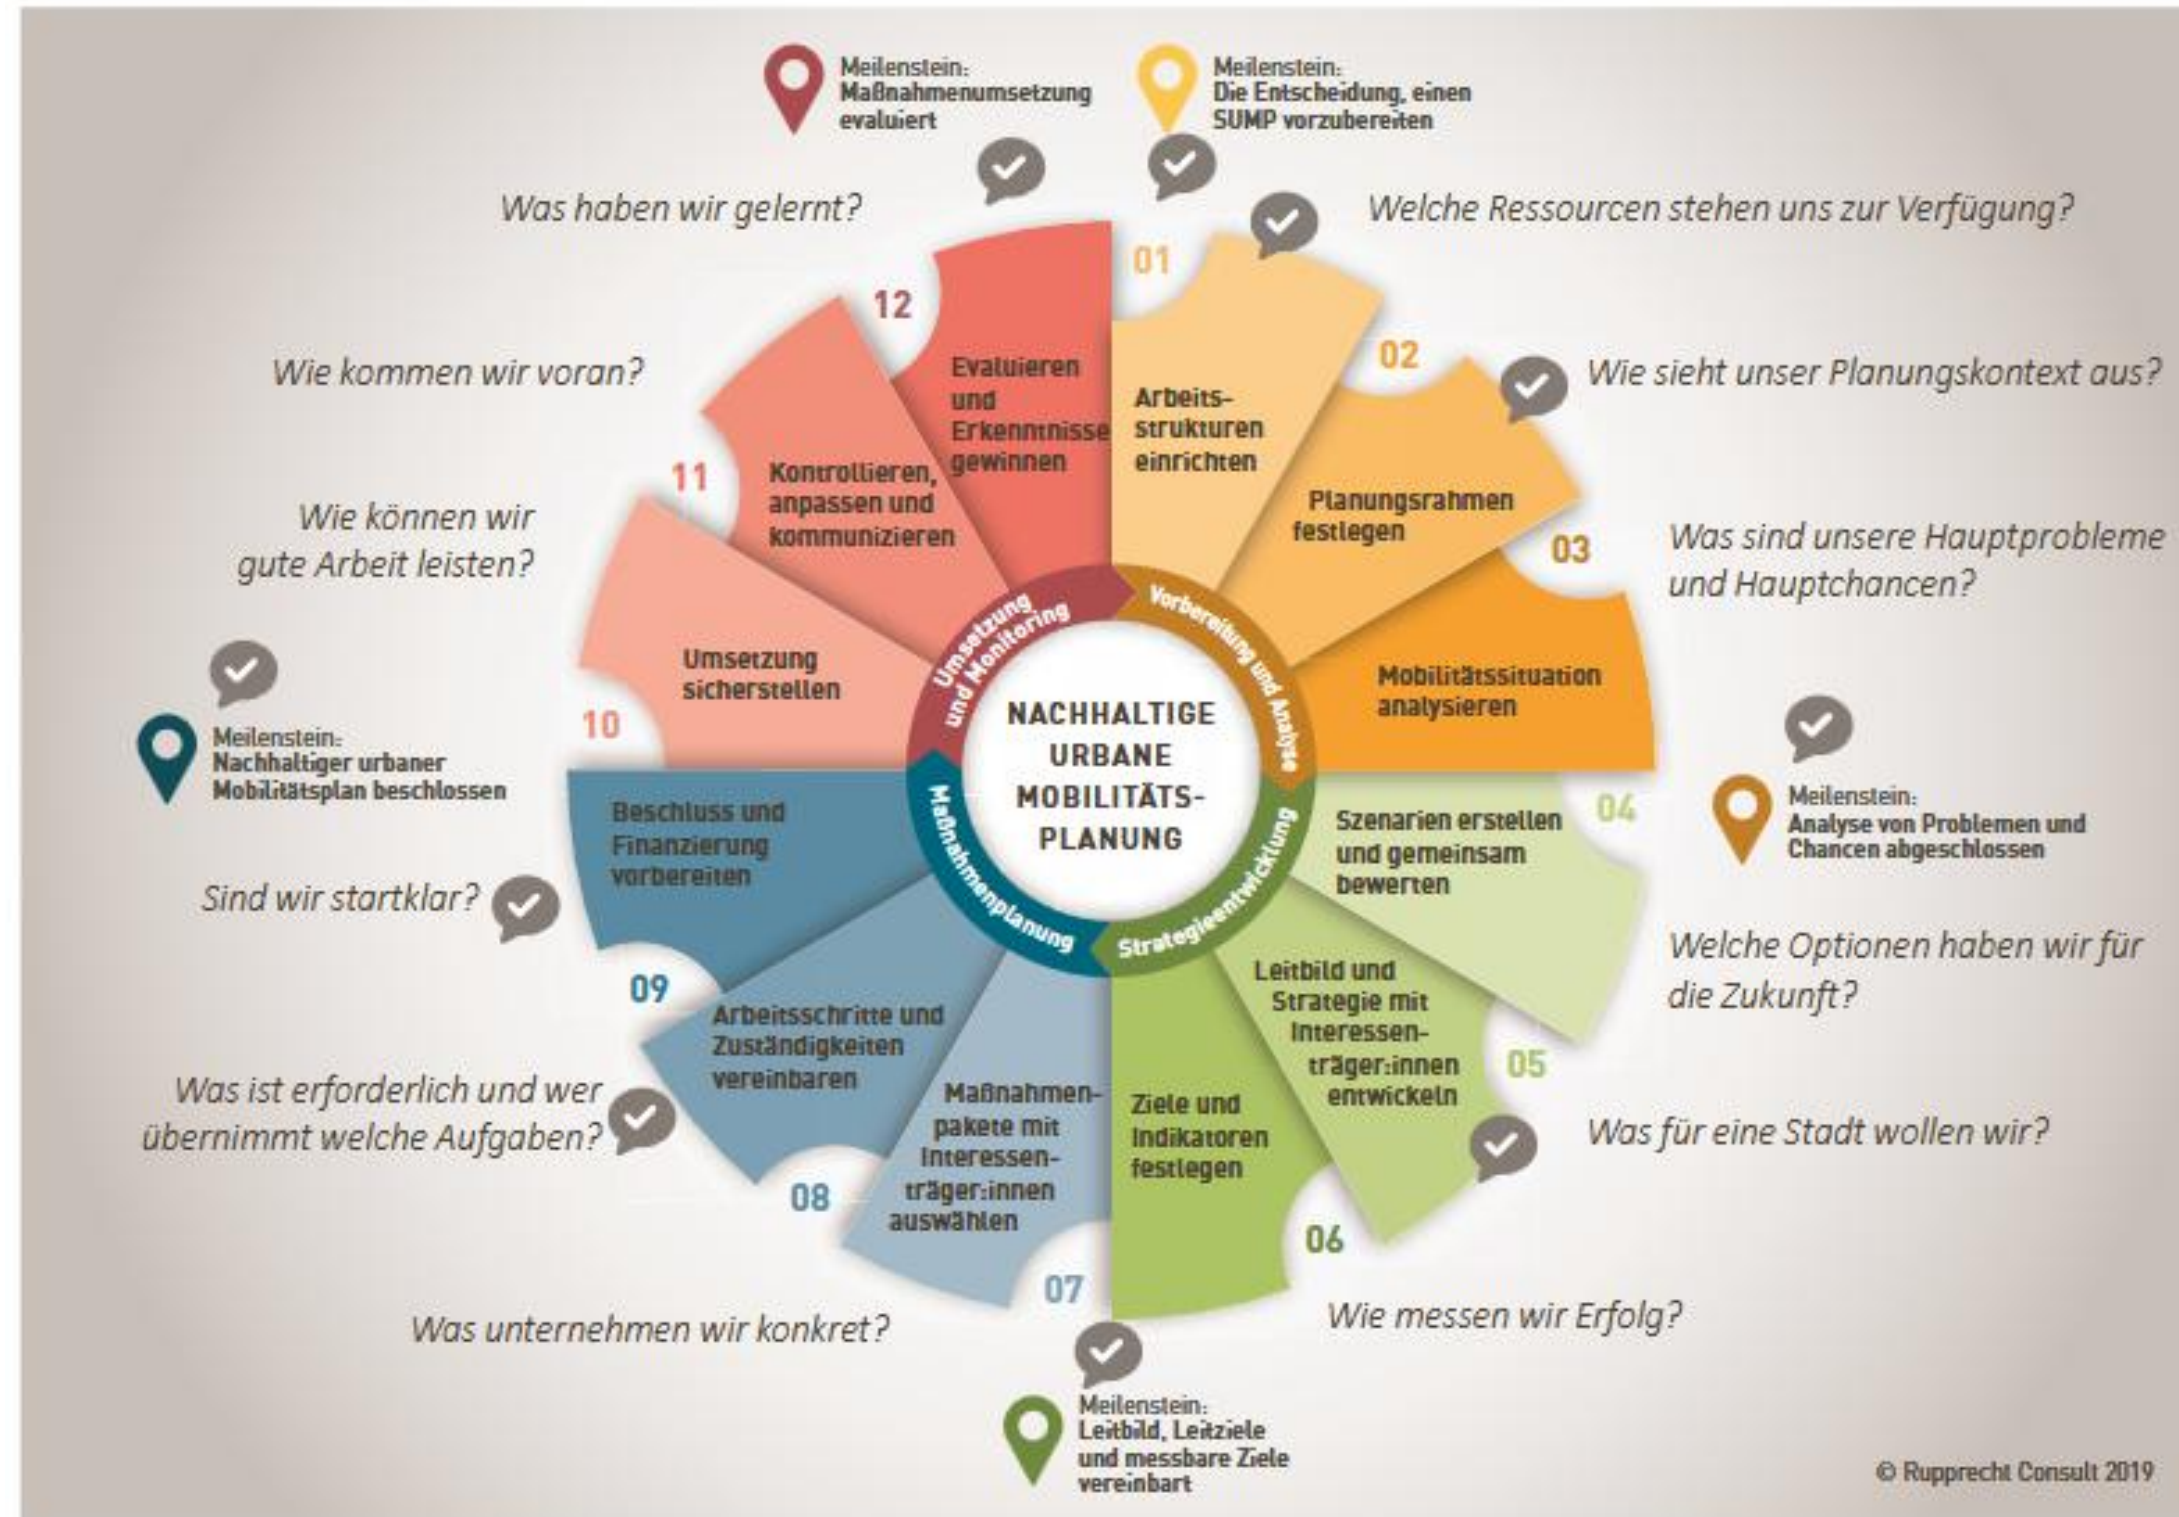 Meilenstein:
Maßnahmenumsetzung
evaluiert
Meilenstein:
Die Entscheidung, einen
SUMP vorzubereiten
Was haben wir gelernt?
Welche Ressourcen stehen uns zur Verfügung?
Wie kommen wir voran?
Wie sieht unser Planungskontext aus?
Wie können wir
gute Arbeit leisten?
Was sind unsere Hauptprobleme
und Hauptchancen?
01
Arbeits-
strukturen
einrichten
02
Planungsrahmen
festlegen
03
Mobilitätssituation
analysieren
Meilenstein:
Analyse von Problemen und
Chancen abgeschlossen
04
Szenarien erstellen
und gemeinsam
bewerten
Welche Optionen haben wir für
die Zukunft?
05
Leitbild und
Strategie mit
Interessen-
träger:innen
entwickeln
Was für eine Stadt wollen wir?
06
Ziele und
Indikatoren
festlegen
Wie messen wir Erfolg?
Meilenstein:
Leitbild, Leitziele
und messbare Ziele
vereinbart
07
Maßnahmen-
pakete mit
Interessen-
träger:innen
auswählen
Was unternehmen wir konkret?
08
Arbeitsschritte und
Zuständigkeiten
vereinbaren
Was ist erforderlich und wer
übernimmt welche Aufgaben?
09
Beschluss und
Finanzierung
vorbereiten
Sind wir startklar?
Meilenstein:
Nachhaltiger urbaner
Mobilitätsplan beschlossen
10
Umsetzung
sicherstellen
11
Kontrollieren,
anpassen und
kommunizieren
12
Evaluieren
und
Erkenntnisse
gewinnen
Vorbereitung und Analyse
Strategieentwicklung
Maßnahmenplanung
Umsetzung
und Monitoring
NACHHALTIGE
URBANE
MOBILITÄTS-
PLANUNG
© Rupprecht Consult 2019